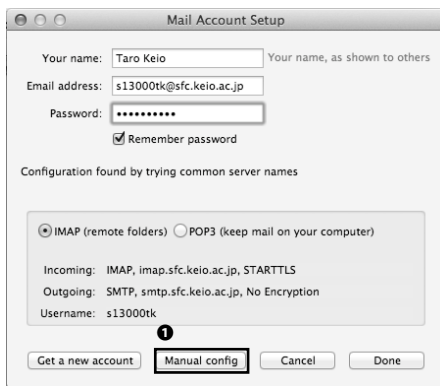 Mail Account Setup
Your name: Taro Keio Your name, as shown to others
Email address: s13000tk@sfc.keio.ac.jp
Password: ••••••••••
Remember password
Configuration found by trying common server names
IMAP (remote folders) POP3 (keep mail on your computer)
Incoming: IMAP, imap.sfc.keio.ac.jp, STARTTLS
Outgoing: SMTP, smtp.sfc.keio.ac.jp, No Encryption
Username: s13000tk
❶
Get a new account Manual config Cancel Done